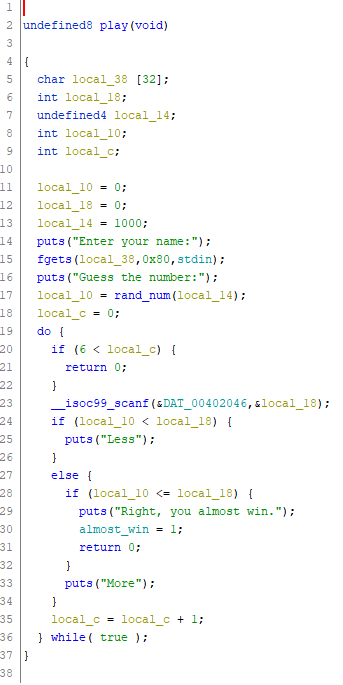 1
2 undefined8 play(void)
3
4 {
5   char local_38 [32];
6   int local_18;
7   undefined4 local_14;
8   int local_10;
9   int local_c;
10
11   local_10 = 0;
12   local_18 = 0;
13   local_14 = 1000;
14   puts("Enter your name:");
15   fgets(local_38,0x80,stdin);
16   puts("Guess the number:");
17   local_10 = rand_num(local_14);
18   local_c = 0;
19   do {
20     if (6 < local_c) {
21       return 0;
22     }
23     __isoc99_scanf(&DAT_00402046,&local_18);
24     if (local_10 < local_18) {
25       puts("Less");
26     }
27     else {
28       if (local_10 <= local_18) {
29         puts("Right, you almost win.");
30         almost_win = 1;
31         return 0;
32       }
33       puts("More");
34     }
35     local_c = local_c + 1;
36   } while( true );
37 }
38